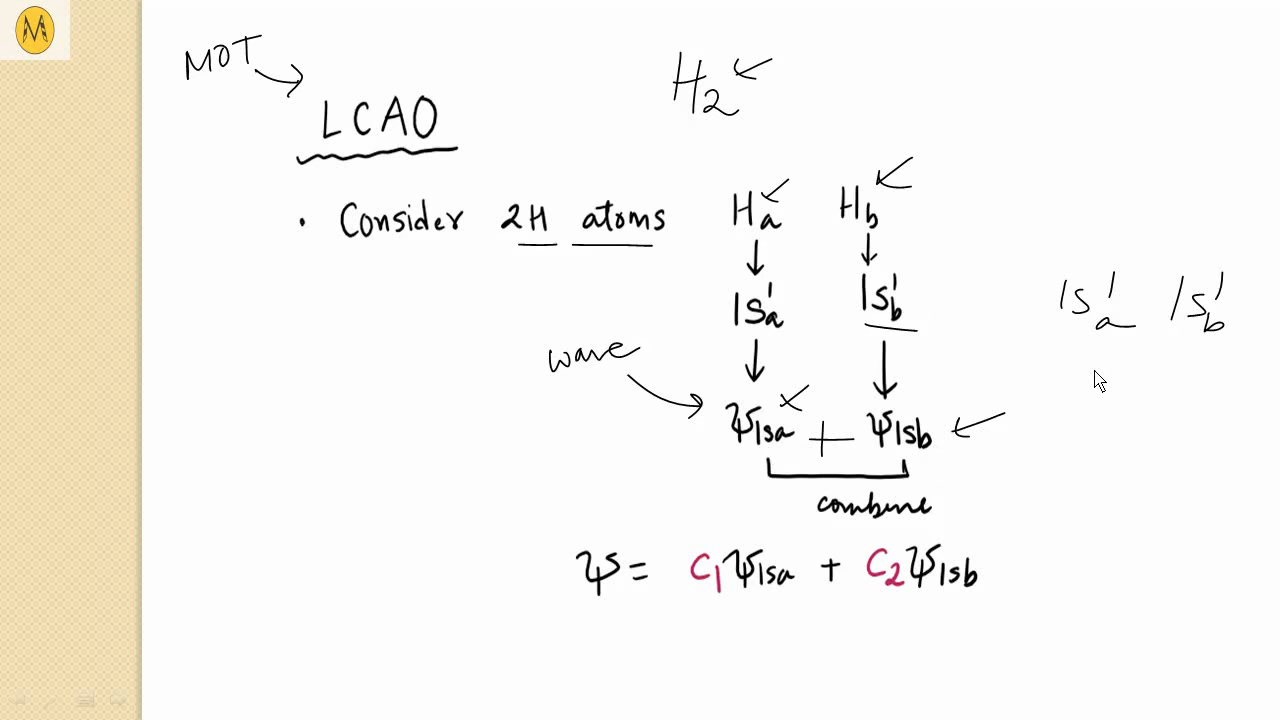 M
MOT
H2
LCAO
• Consider 2H atoms
Ha Hb
1s¹a 1s¹b
1s¹a 1s¹b
wave
ψ1sa + ψ1sb
combine
ψ = C1ψ1sa + C2ψ1sb